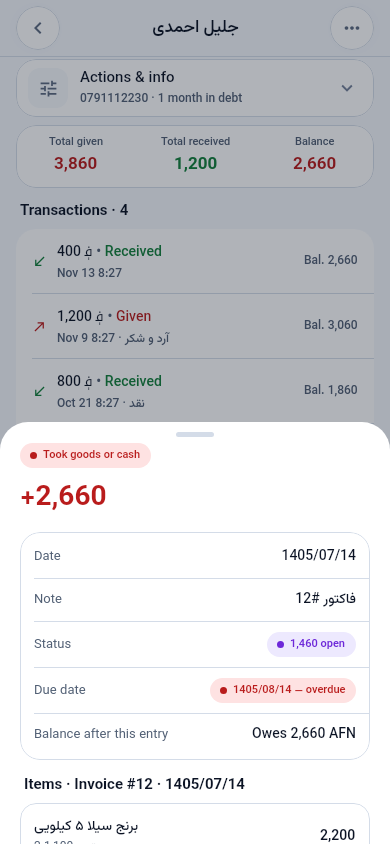 جلیل احمدی
Actions & info
0791112230 · 1 month in debt
Total given
Total received
Balance
3,860
1,200
2,660
Transactions · 4
400 ؋ • Received
Nov 13 8:27
Bal. 2,660
1,200 ؋ • Given
Nov 9 8:27 · آرد و شکر
Bal. 3,060
800 ؋ • Received
Oct 21 8:27 · نقد
Bal. 1,860
Took goods or cash
+2,660
Date
1405/07/14
Note
فاکتور #12
Status
1,460 open
Due date
1405/08/14 — overdue
Balance after this entry
Owes 2,660 AFN
Items · Invoice #12 · 1405/07/14
برنج سیلا ۵ کیلویی
2,200